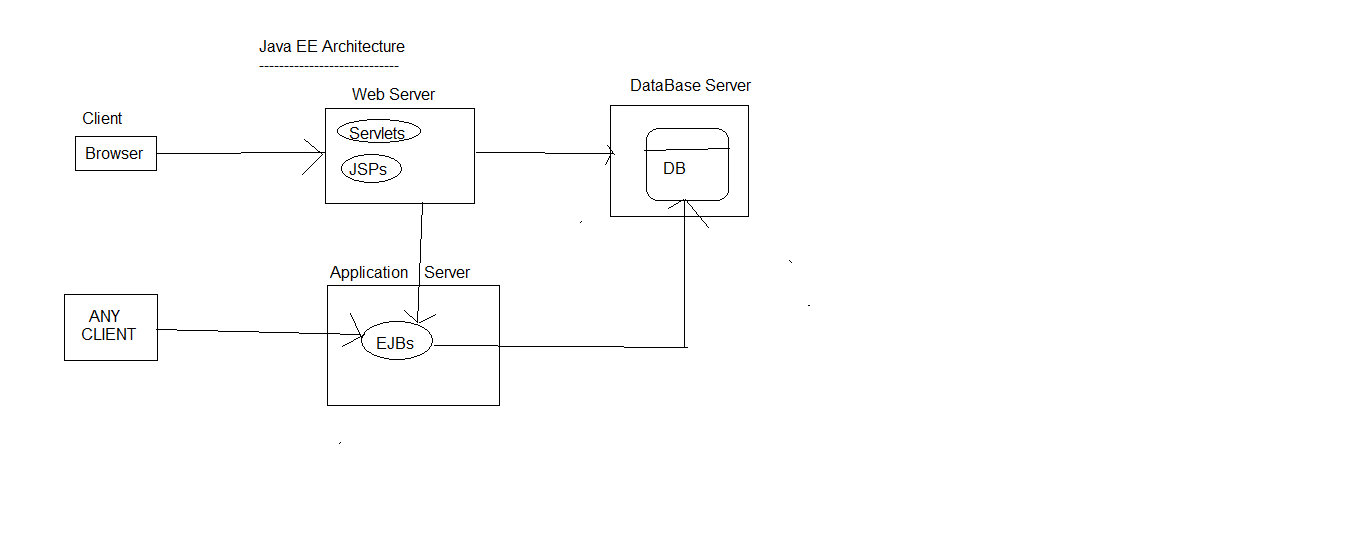 Java EE Architecture
----------------------------
Web Server
DataBase Server
Client
Browser
Servlets
JSPs
DB
Application Server
ANY
CLIENT
EJBs